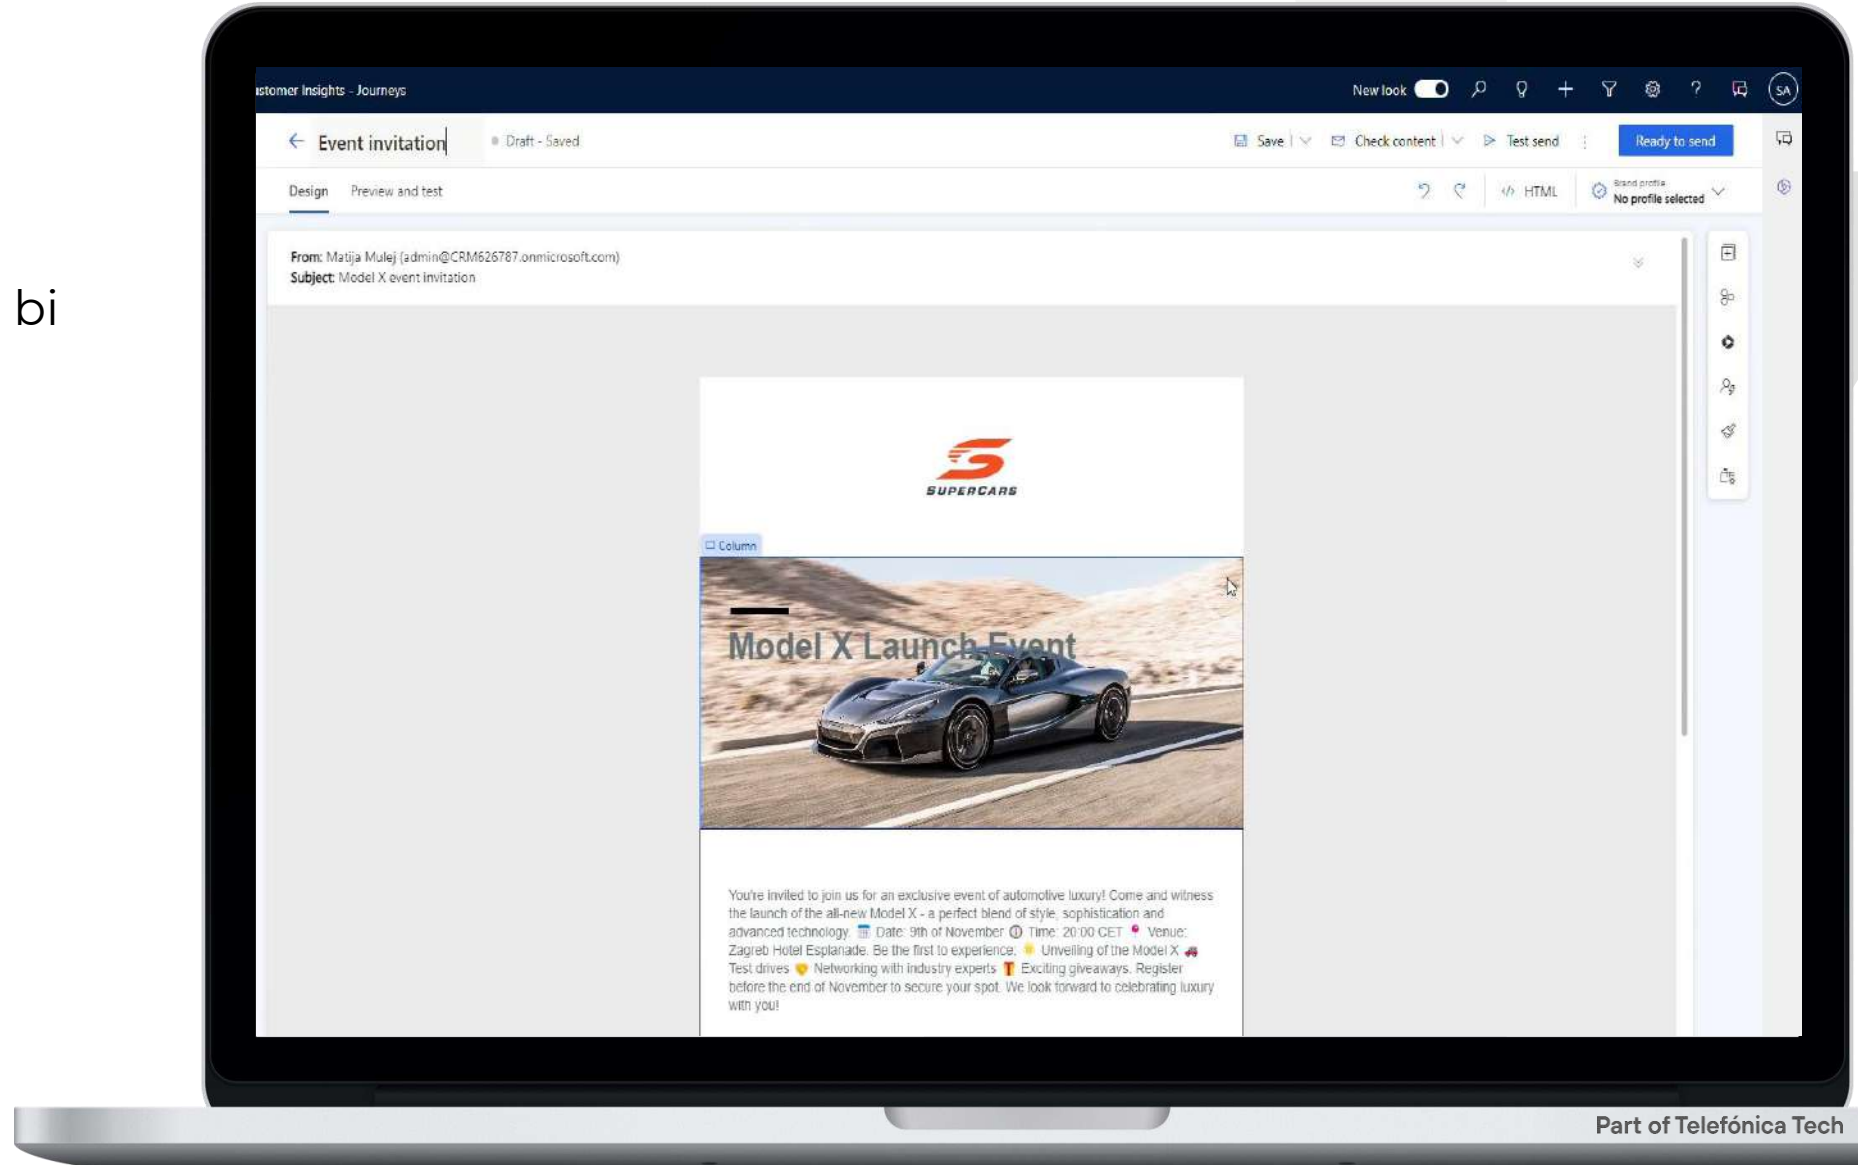 bi
stomer Insights - Journeys
New look
SA
Event invitation
Draft - Saved
Save
Check content
Test send
Ready to send
Design
Preview and test
HTML
Brand profile
No profile selected
From: Matija Mulej (admin@CRM626787.onmicrosoft.com)
Subject: Model X event invitation
SUPERCARS
Column
Model X Launch Event
You're invited to join us for an exclusive event of automotive luxury! Come and witness
the launch of the all-new Model X - a perfect blend of style, sophistication and
advanced technology. 📅 Date: 9th of November 🕕 Time: 20:00 CET 📍 Venue:
Zagreb Hotel Esplanade. Be the first to experience: 🌟 Unveiling of the Model X 🚗
Test drives 🤝 Networking with industry experts 🎁 Exciting giveaways. Register
before the end of November to secure your spot. We look forward to celebrating luxury
with you!
Part of Telefónica Tech